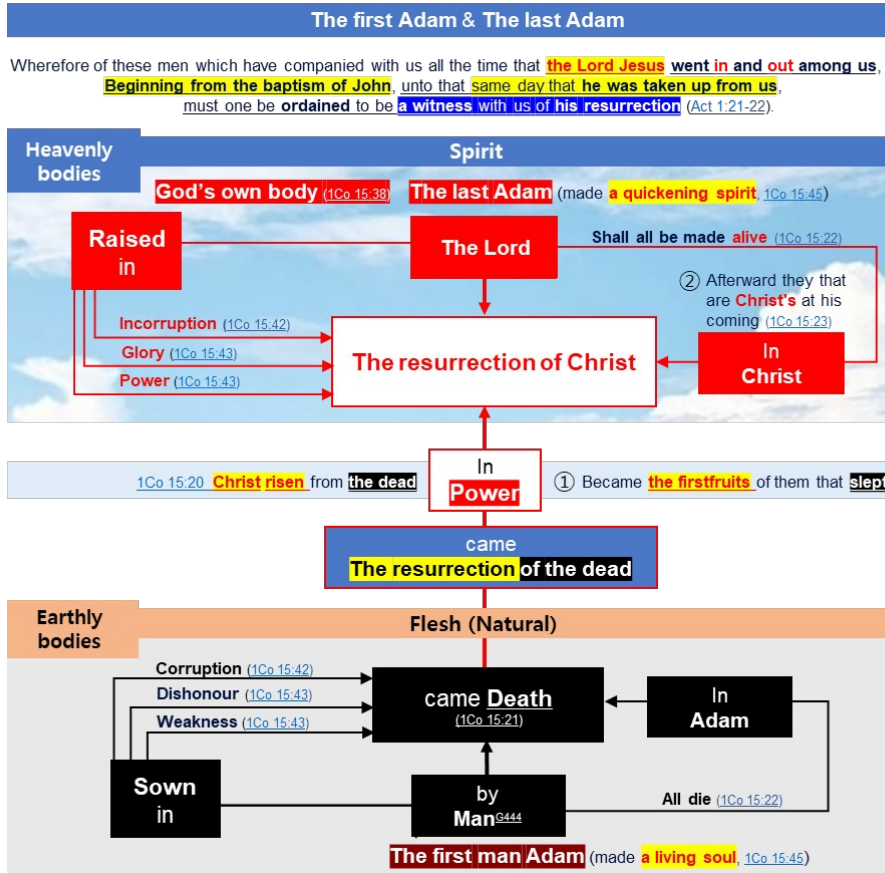 The first Adam & The last Adam
Wherefore of these men which have companied with us all the time that the Lord Jesus went in and out among us,
Beginning from the baptism of John, unto that same day that he was taken up from us,
must one be ordained to be a witness with us of his resurrection (Act 1:21-22).
Heavenly
bodies
Spirit
God's own body (1Co 15:38) The last Adam (made a quickening spirit, 1Co 15:45)
Raised
in
The Lord
Shall all be made alive (1Co 15:22)
② Afterward they that
are Christ's at his
coming (1Co 15:23)
Incorruption (1Co 15:42)
Glory (1Co 15:43)
Power (1Co 15:43)
The resurrection of Christ
In
Christ
1Co 15:20 Christ risen from the dead
In
Power
① Became the firstfruits of them that slept
came
The resurrection of the dead
Earthly
bodies
Flesh (Natural)
Corruption (1Co 15:42)
Dishonour (1Co 15:43)
Weakness (1Co 15:43)
came Death
(1Co 15:21)
In
Adam
Sown
in
by
Man G444
All die (1Co 15:22)
The first man Adam (made a living soul, 1Co 15:45)